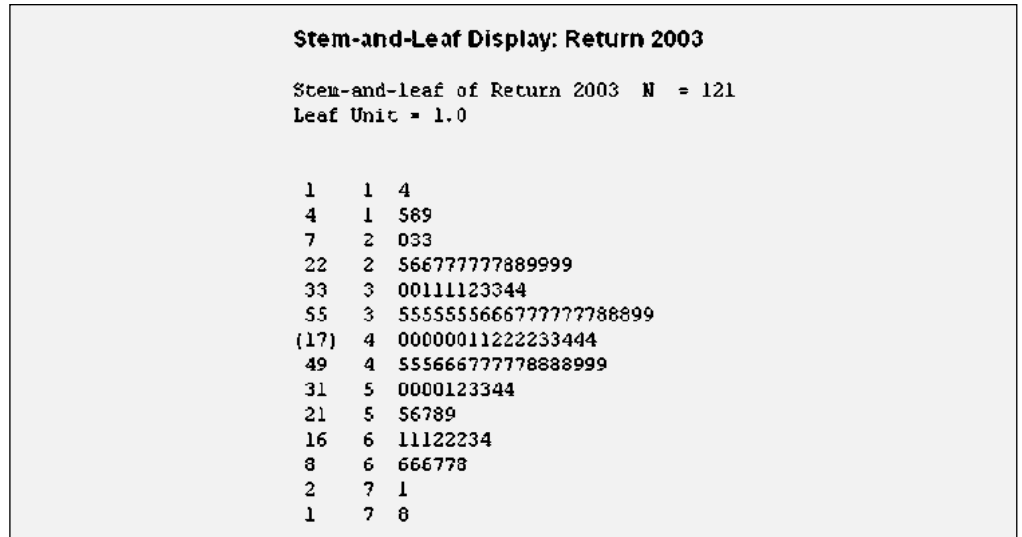 Stem-and-Leaf Display: Return 2003
Stem-and-leaf of Return 2003 N = 121
Leaf Unit = 1.0
1 1 4
4 1 589
7 2 033
22 2 566777777889999
33 3 00111123344
55 3 5555555666777777788899
(17) 4 00000011222233444
49 4 555666777778888999
31 5 0000123344
21 5 56789
16 6 11122234
8 6 666778
2 7 1
1 7 8